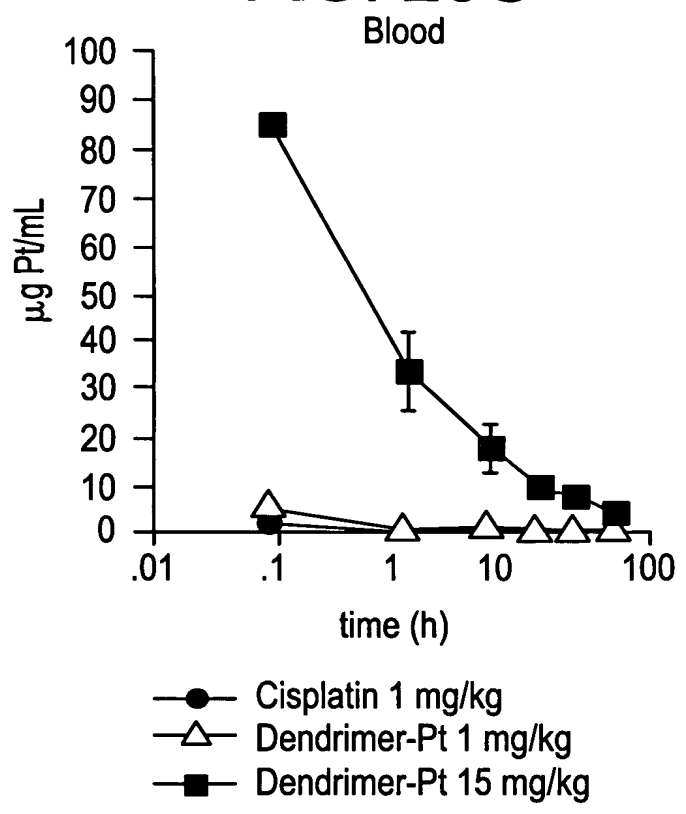 Blood
100
90
80
70
60
50
40
30
20
10
0
µg Pt/mL
.01 .1 1 10 100
time (h)
Cisplatin 1 mg/kg
Dendrimer-Pt 1 mg/kg
Dendrimer-Pt 15 mg/kg